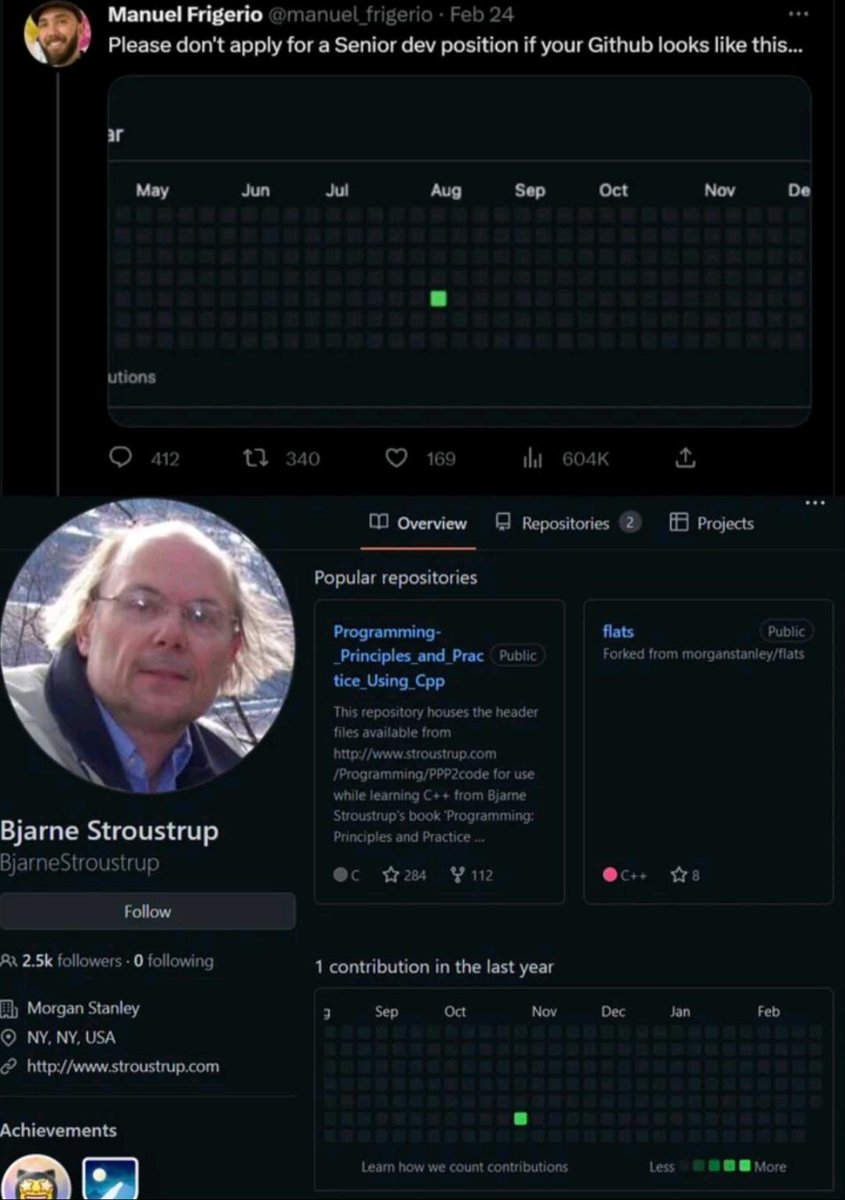 Manuel Frigerio @manuel_frigerio · Feb 24
Please don't apply for a Senior dev position if your Github looks like this...
ar
May Jun Jul Aug Sep Oct Nov De
utions
412 340 169 604K
Overview Repositories 2 Projects
Popular repositories
Programming-
_Principles_and_Prac Public
tice_Using_Cpp
This repository houses the header
files available from
http://www.stroustrup.com
/Programming/PPP2code for use
while learning C++ from Bjarne
Stroustrup's book 'Programming:
Principles and Practice ...
C 284 112
flats Public
Forked from morganstanley/flats
C++ 8
Bjarne Stroustrup
BjarneStroustrup
Follow
2.5k followers · 0 following
Morgan Stanley
NY, NY, USA
http://www.stroustrup.com
Achievements
1 contribution in the last year
g Sep Oct Nov Dec Jan Feb
Learn how we count contributions Less More